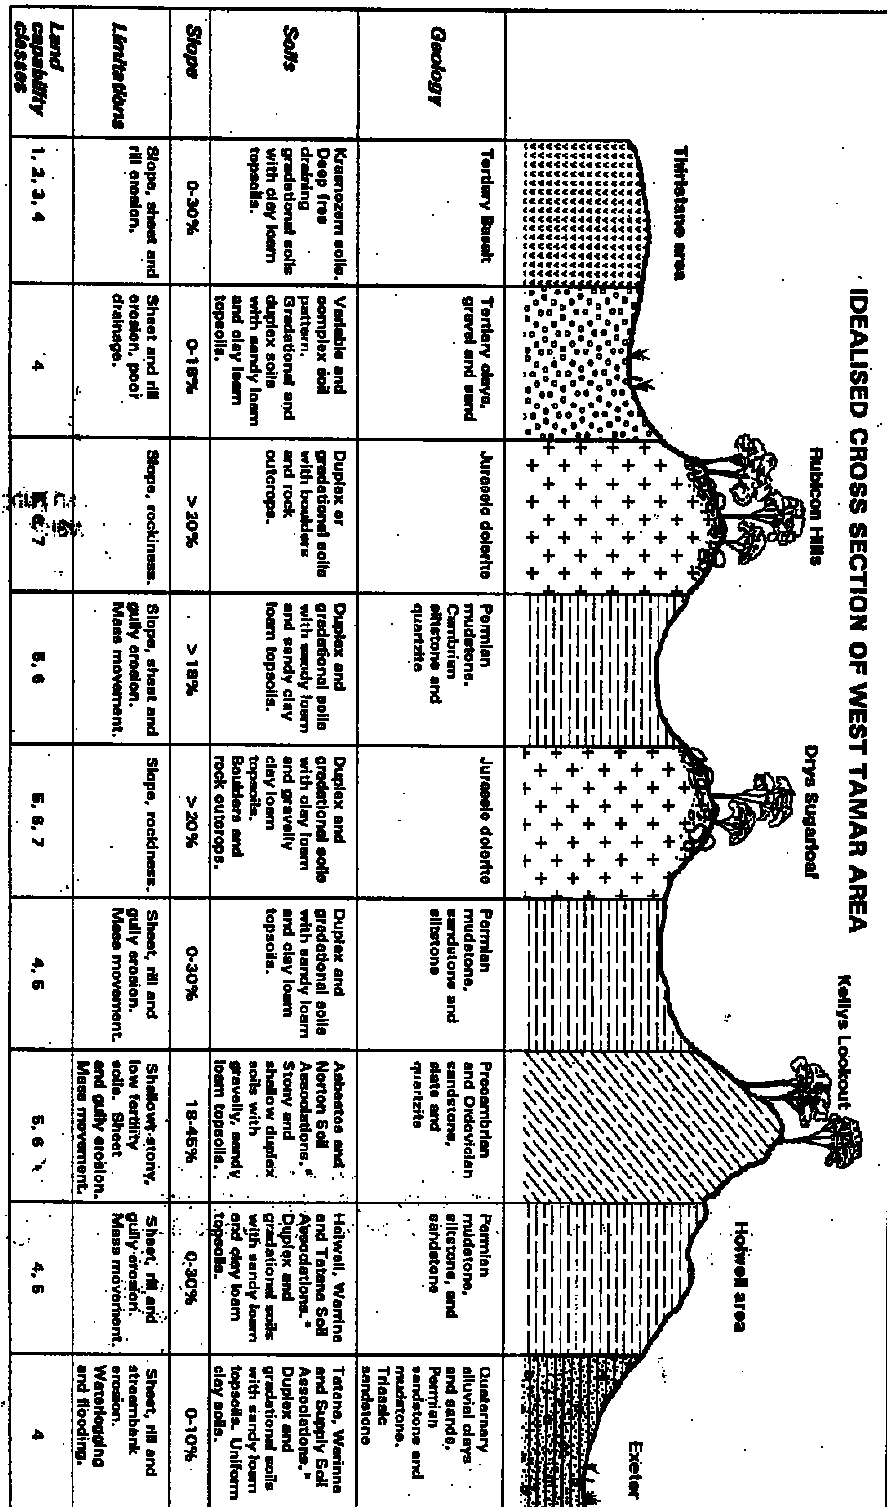 IDEALISED CROSS SECTION OF WEST TAMAR AREA
Thirlstane area
Rubicon Hills
Drys Sugarloaf
Kellys Lookout
Holwell area
Exeter
Geology
Tertiary Basalt
Tertiary clays,
gravel and sand
Jurassic dolerite
Permian
mudstone,
Cambrian
siltstone and
quartzite
Jurassic dolerite
Permian
mudstone,
sandstone and
siltstone
Precambrian
and Ordovician
sandstone,
slate and
quartzite
Permian
mudstone,
siltstone, and
sandstone
Quaternary
alluvial clays
and sands,
Permian
sandstone and
mudstone.
Triassic
sandstone
Soils
Krasnozem soils.
Deep free
draining
gradational soils
with clay loam
topsoils.
Variable and
complex soil
pattern.
Gradational and
duplex soils
with sandy loam
and clay loam
topsoils.
Duplex or
gradational soils
with boulders
and rock
outcrops.
Duplex and
gradational soils
with sandy loam
and sandy clay
loam topsoils.
Duplex and
gradational soils
with clay loam
and gravelly
clay loam
topsoils.
Boulders and
rock outcrops.
Duplex and
gradational soils
with sandy loam
and clay loam
topsoils.
Asbestos and
Norton Soil
Associations.*
Stony and
shallow duplex
soils with
gravelly, sandy
loam topsoils.
Holwell, Warrine
and Tatana Soil
Associations.*
Duplex and
gradational soils
with sandy loam
and clay loam
topsoils.
Tatana, Warinna
and Supply Soil
Associations.*
Duplex and
gradational soils
with sandy loam
topsoils. Uniform
clay soils.
Slope
0-30%
0-18%
>20%
>18%
>20%
0-30%
18-45%
0-30%
0-10%
Limitations
Slope, sheet and
rill erosion.
Sheet and rill
erosion, poor
drainage.
Slope, rockiness.
Slope, sheet and
gully erosion.
Mass movement.
Slope, rockiness.
Sheet, rill and
gully erosion.
Mass movement.
Shallow stony,
low fertility
soils. Sheet
and gully erosion.
Mass movement.
Sheet, rill and
gully erosion.
Mass movement.
Sheet, rill and
streambank
erosion.
Waterlogging
and flooding.
Land
capability
classes
1, 2, 3, 4
4
6, 7
5, 6
5, 6, 7
4, 5
5, 6
4, 5
4